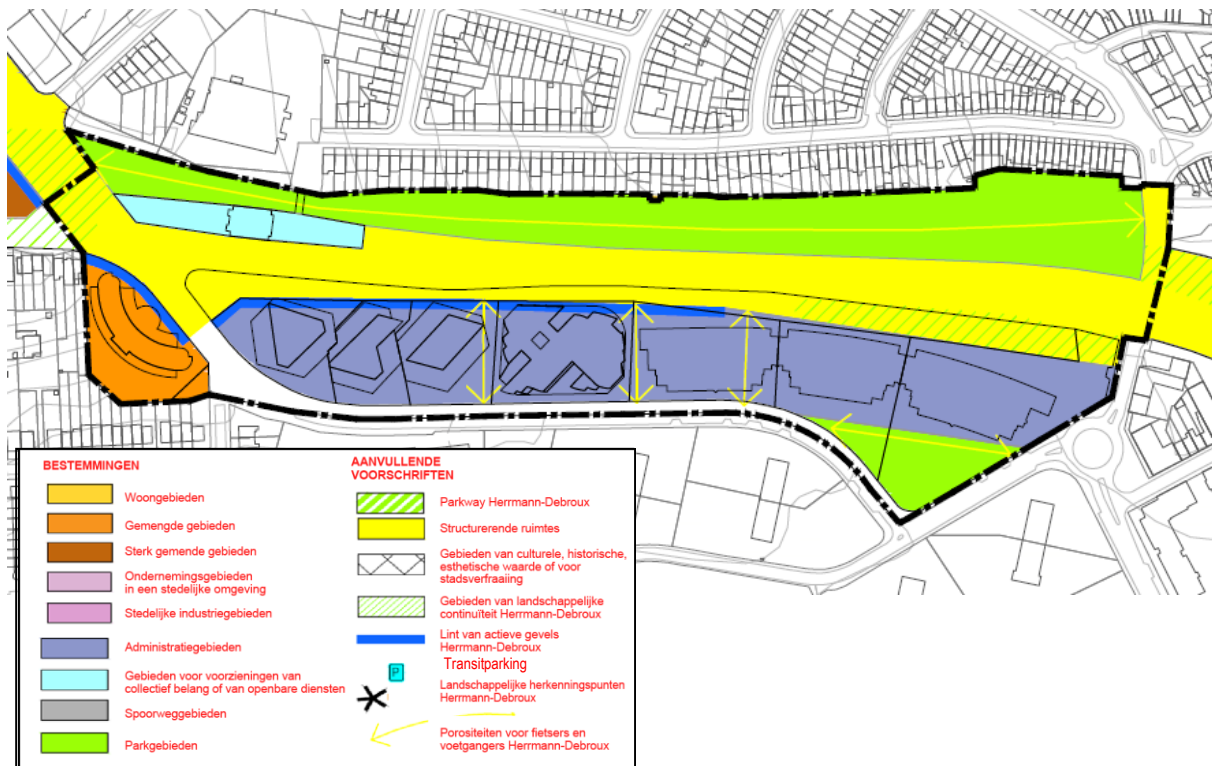 BESTEMMINGEN
Woongebieden
Gemengde gebieden
Sterk gemende gebieden
Ondernemingsgebieden
in een stedelijke omgeving
Stedelijke industriegebieden
Administratiegebieden
Gebieden voor voorzieningen van
collectief belang of van openbare diensten
Spoorweggebieden
Parkgebieden
AANVULLENDE
VOORSCHRIFTEN
Parkway Herrmann-Debroux
Structurerende ruimtes
Gebieden van culturele, historische,
esthetische waarde of voor
stadsverfraaiing
Gebieden van landschappelijke
continuïteit Herrmann-Debroux
Lint van actieve gevels
Herrmann-Debroux
P
Transitparking
Landschappelijke herkenningspunten
Herrmann-Debroux
Porositeiten voor fietsers en
voetgangers Herrmann-Debroux